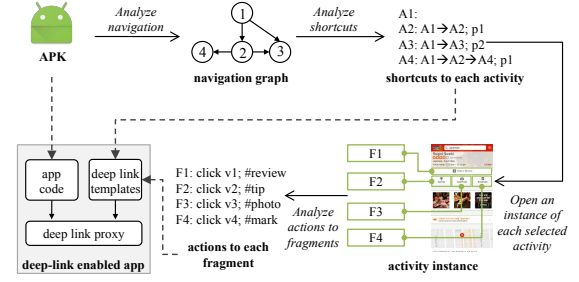 Analyze
navigation
Analyze
shortcuts
APK
1
4
2
3
navigation graph
A1:
A2: A1→A2; p1
A3: A1→A3; p2
A4: A1→A2→A4; p1
shortcuts to each activity
app
code
deep link
templates
deep link proxy
deep-link enabled app
F1: click v1; #review
F2: click v2; #tip
F3: click v3; #photo
F4: click v4; #mark
actions to each
fragment
Analyze
actions to
fragments
F1
F2
F3
F4
activity instance
Open an
instance of
each selected
activity